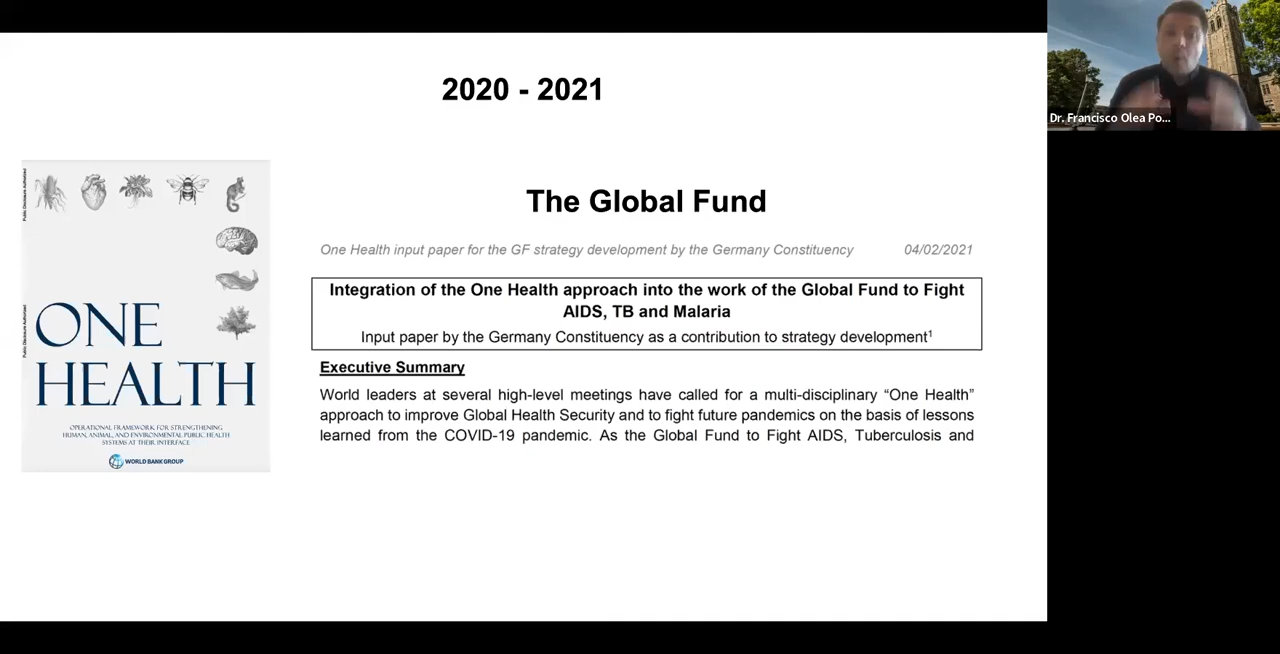 2020 - 2021
Dr. Francisco Olea Po...
Public Disclosure Authorized
Public Disclosure Authorized
ONE
HEALTH
OPERATIONAL FRAMEWORK FOR STRENGTHENING
HUMAN, ANIMAL, AND ENVIRONMENTAL PUBLIC HEALTH
SYSTEMS AT THEIR INTERFACE
WORLD BANK GROUP
The Global Fund
One Health input paper for the GF strategy development by the Germany Constituency 04/02/2021
Integration of the One Health approach into the work of the Global Fund to Fight
AIDS, TB and Malaria
Input paper by the Germany Constituency as a contribution to strategy development¹
Executive Summary
World leaders at several high-level meetings have called for a multi-disciplinary “One Health”
approach to improve Global Health Security and to fight future pandemics on the basis of lessons
learned from the COVID-19 pandemic. As the Global Fund to Fight AIDS, Tuberculosis and